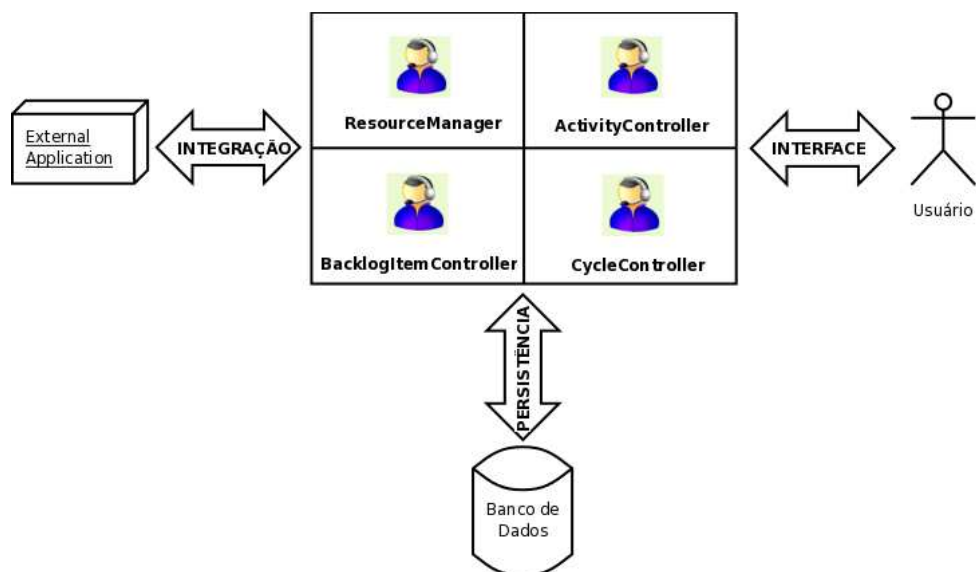 ResourceManager
ActivityController
External
Application
INTEGRAÇÃO
INTERFACE
Usuário
BacklogItemController
CycleController
PERSISTÊNCIA
Banco de
Dados